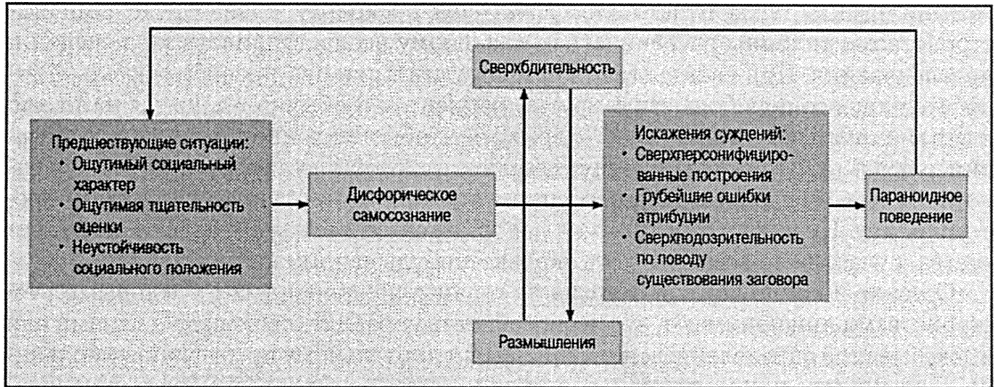 Сверхбдительность
Предшествующие ситуации:
• Ощутимый социальный
характер
• Ощутимая тщательность
оценки
• Неустойчивость
социального положения
Дисфорическое
самосознание
Искажения суждений:
• Сверхперсонифициро-
ванные построения
• Грубейшие ошибки
атрибуции
• Сверхподозрительность
по поводу
существования заговора
Параноидное
поведение
Размышления